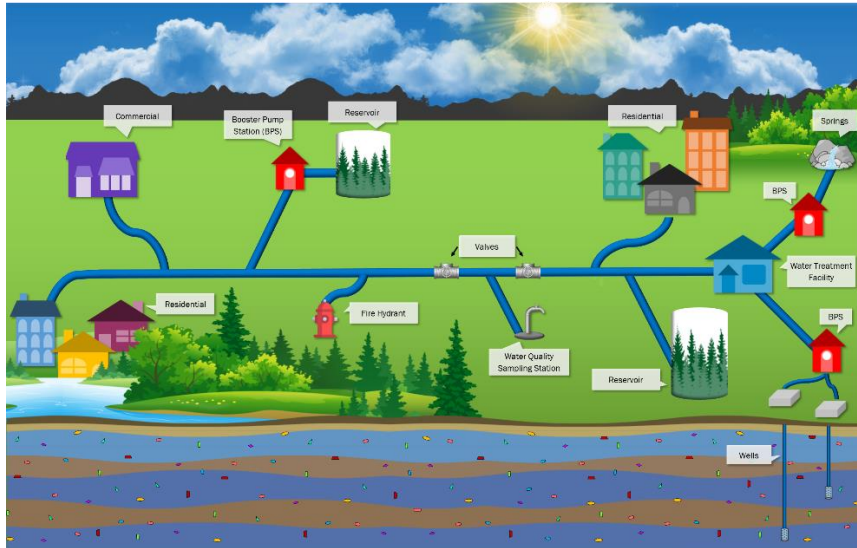 Commercial
Booster Pump
Station (BPS)
Reservoir
Residential
Springs
BPS
Valves
Water Treatment
Facility
Residential
Fire Hydrant
Water Quality
Sampling Station
BPS
Reservoir
Wells